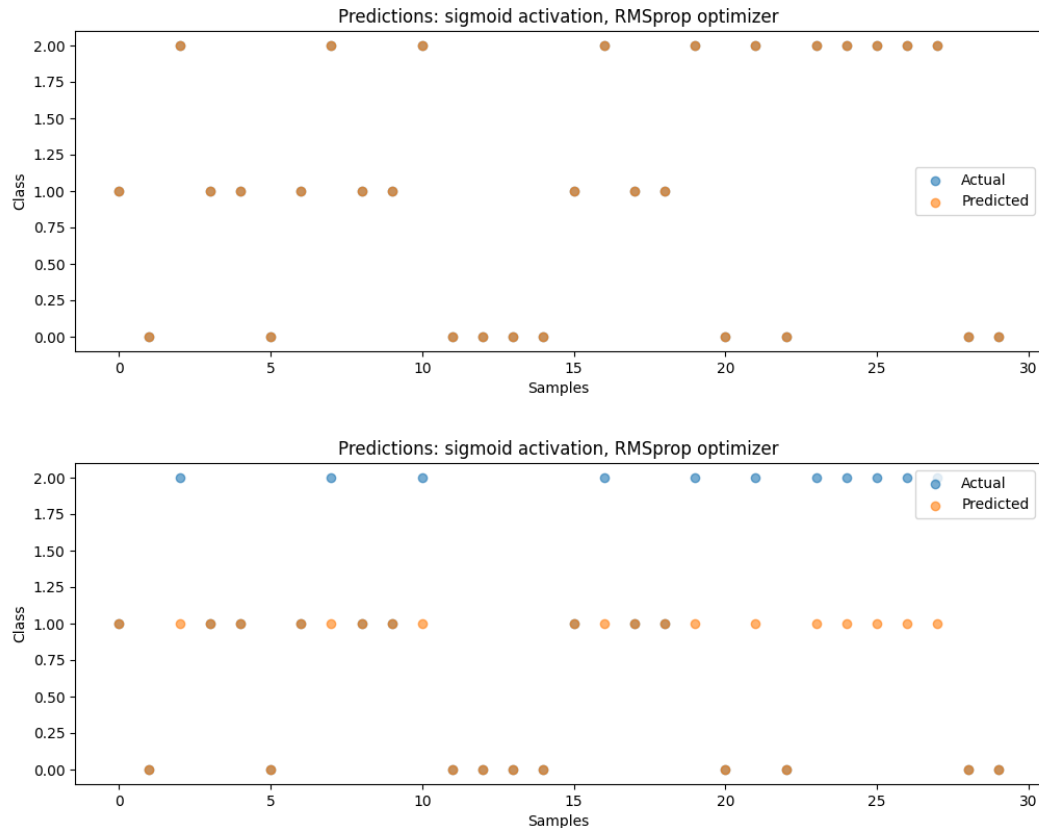 Predictions: sigmoid activation, RMSprop optimizer
2.00
1.75
1.50
1.25
1.00
0.75
0.50
0.25
0.00
Class
Actual
Predicted
0 5 10 15 20 25 30
Samples
Predictions: sigmoid activation, RMSprop optimizer
2.00
1.75
1.50
1.25
1.00
0.75
0.50
0.25
0.00
Class
Actual
Predicted
0 5 10 15 20 25 30
Samples